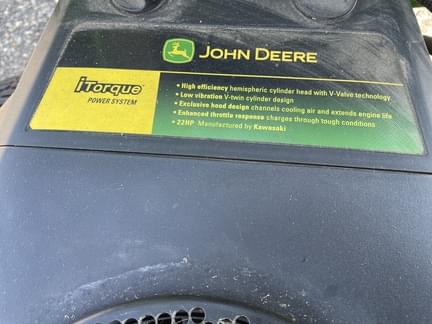 JOHN DEERE
iTorque
POWER SYSTEM
• High efficiency hemispheric cylinder head with V-Valve technology
• Low vibration V-twin cylinder design
• Exclusive hood design channels cooling air and extends engine life
• Enhanced throttle response charges through tough conditions
• 22HP Manufactured by Kawasaki